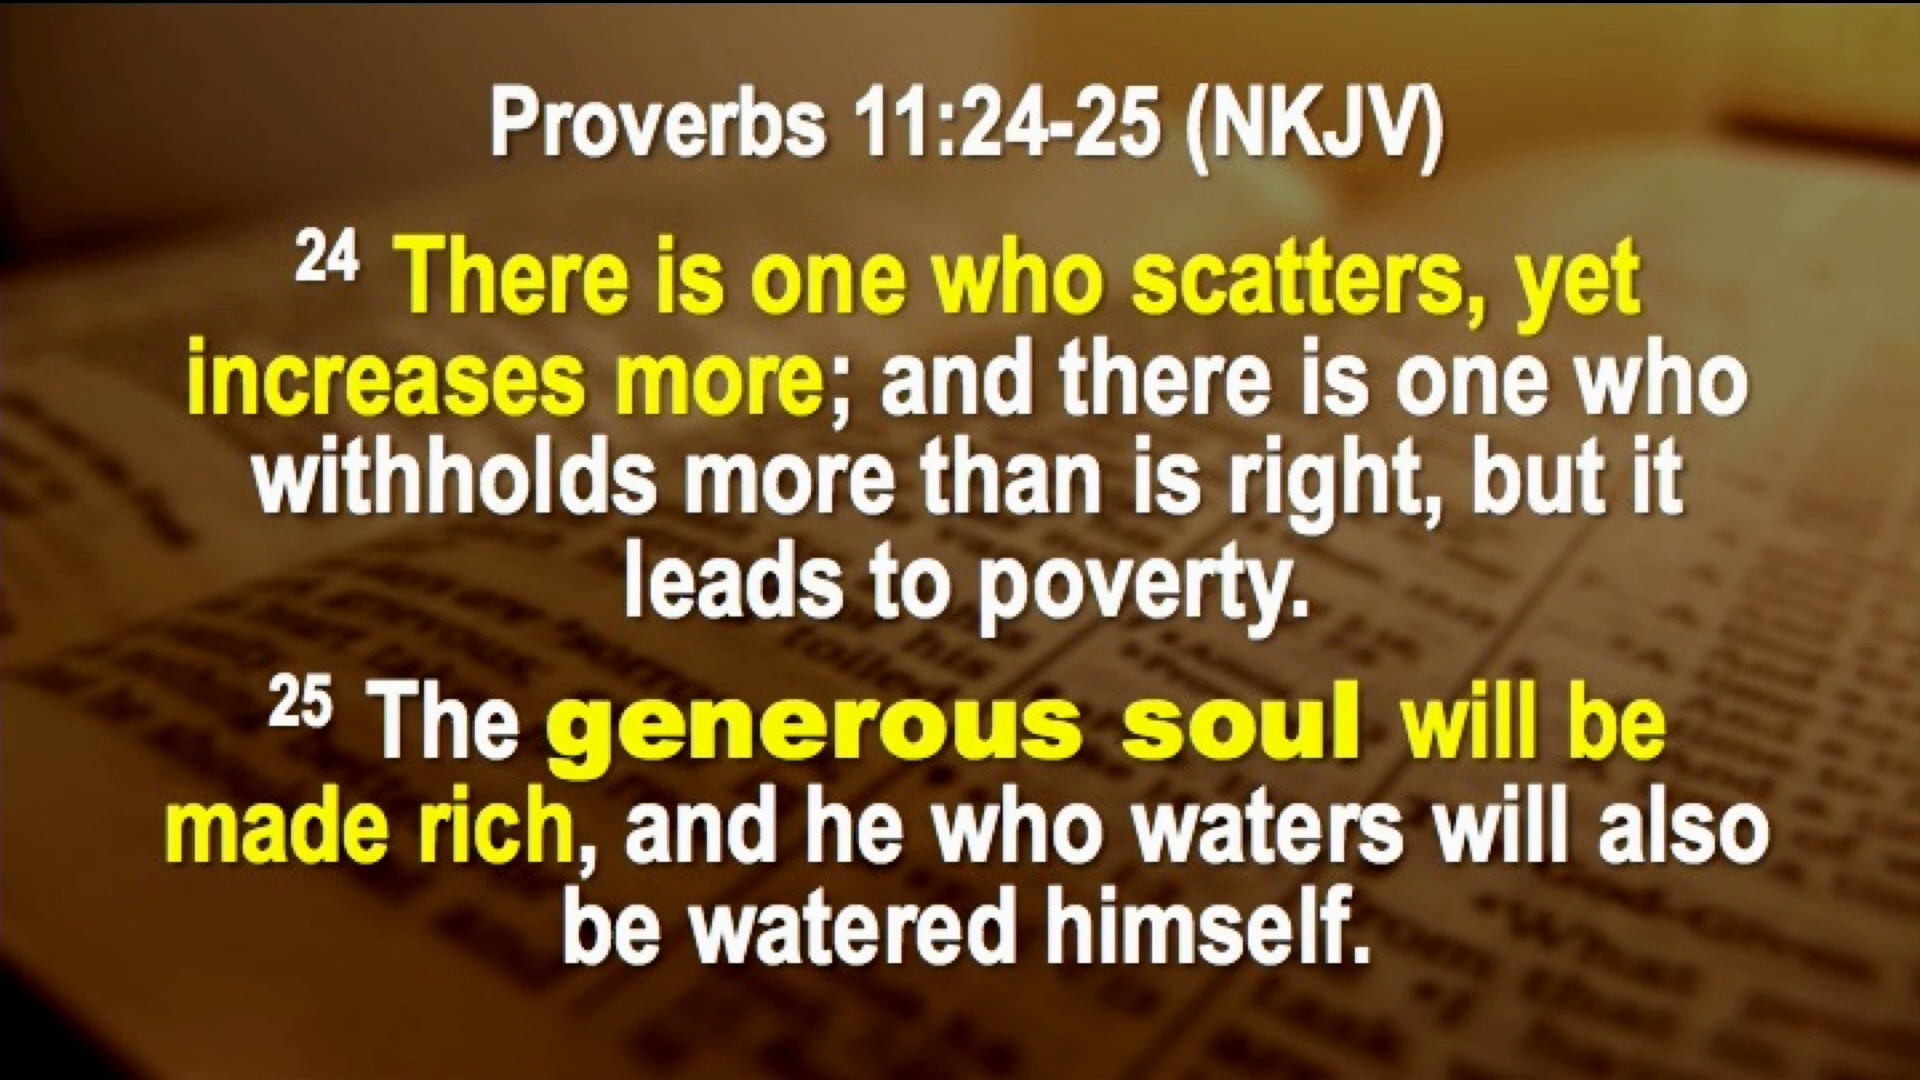 Proverbs 11:24-25 (NKJV)
24 There is one who scatters, yet
increases more; and there is one who
withholds more than is right, but it
leads to poverty.
25 The generous soul will be
made rich, and he who waters will also
be watered himself.